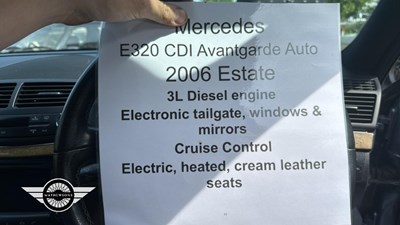 Mercedes
E320 CDI Avantgarde Auto
2006 Estate
3L Diesel engine
Electronic tailgate, windows &
mirrors
Cruise Control
Electric, heated, cream leather
seats